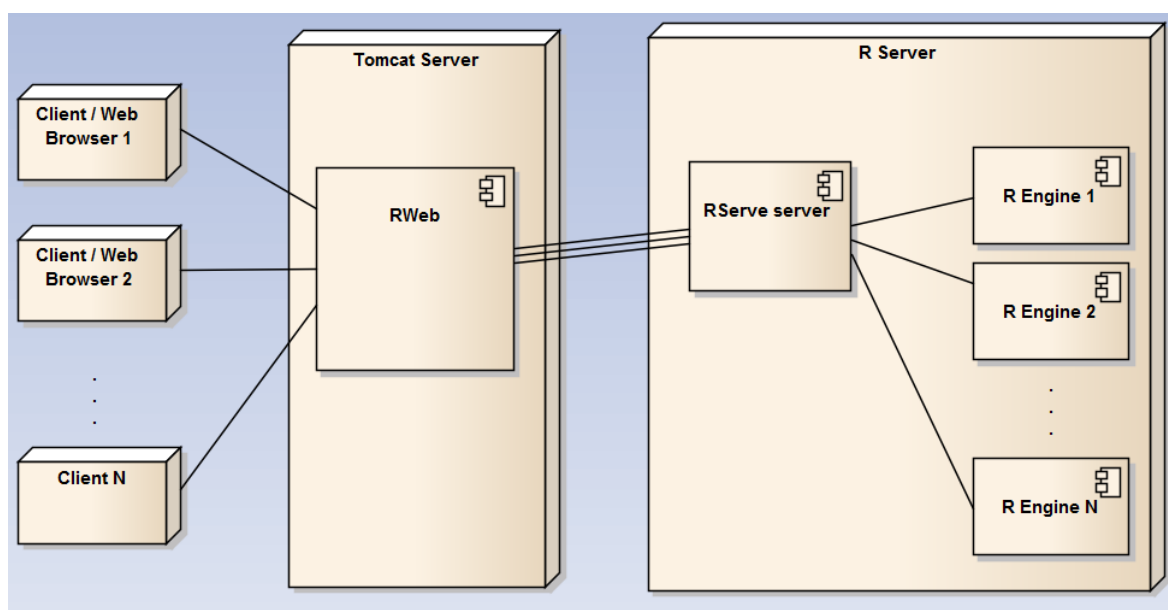 Tomcat Server
R Server
Client / Web
Browser 1
RWeb
RServe server
R Engine 1
Client / Web
Browser 2
R Engine 2
.
.
.
.
.
.
Client N
R Engine N